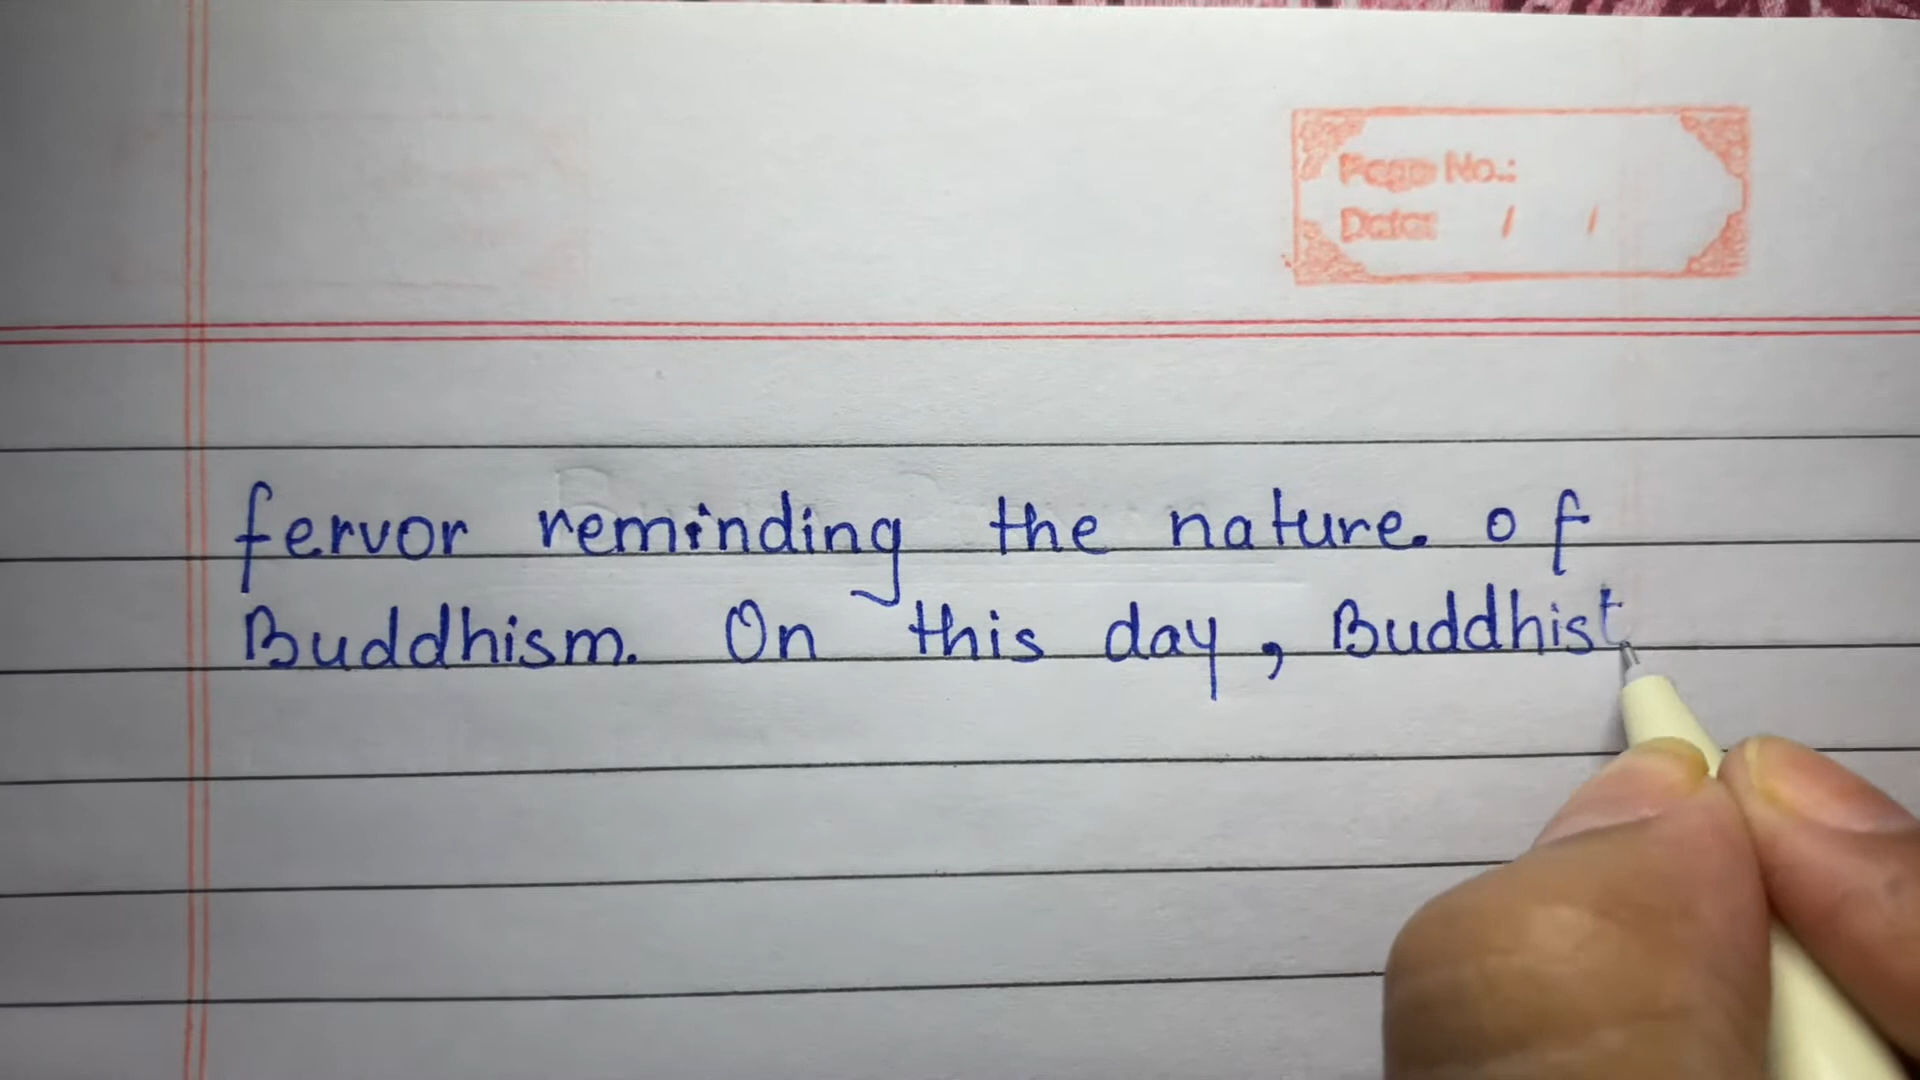 Page No.:
Date: / /
fervor reminding the nature of
Buddhism. On this day, Buddhist